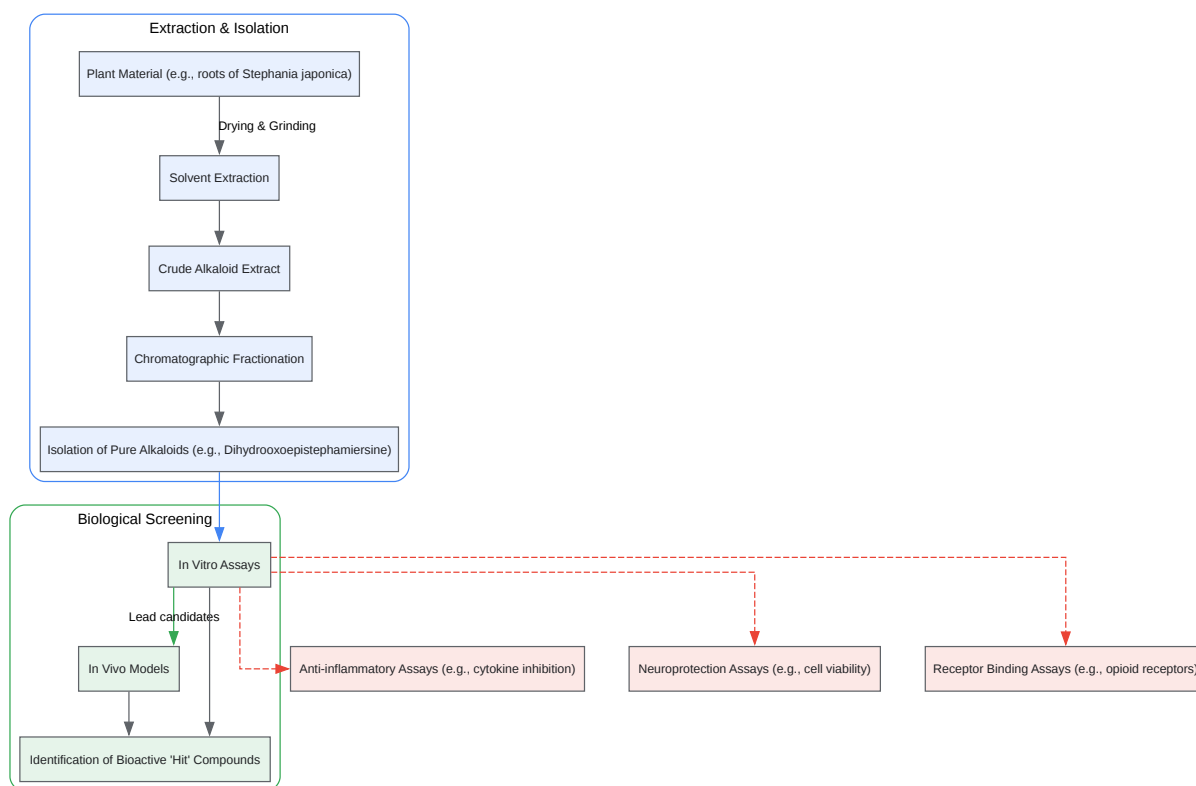 Extraction & Isolation
Plant Material (e.g., roots of Stephania japonica)
Drying & Grinding
Solvent Extraction
Crude Alkaloid Extract
Chromatographic Fractionation
Isolation of Pure Alkaloids (e.g., Dihydrooxoepistephamiersine)
Biological Screening
In Vitro Assays
Lead candidates
In Vivo Models
Anti-inflammatory Assays (e.g., cytokine inhibition)
Neuroprotection Assays (e.g., cell viability)
Receptor Binding Assays (e.g., opioid receptors)
Identification of Bioactive 'Hit' Compounds